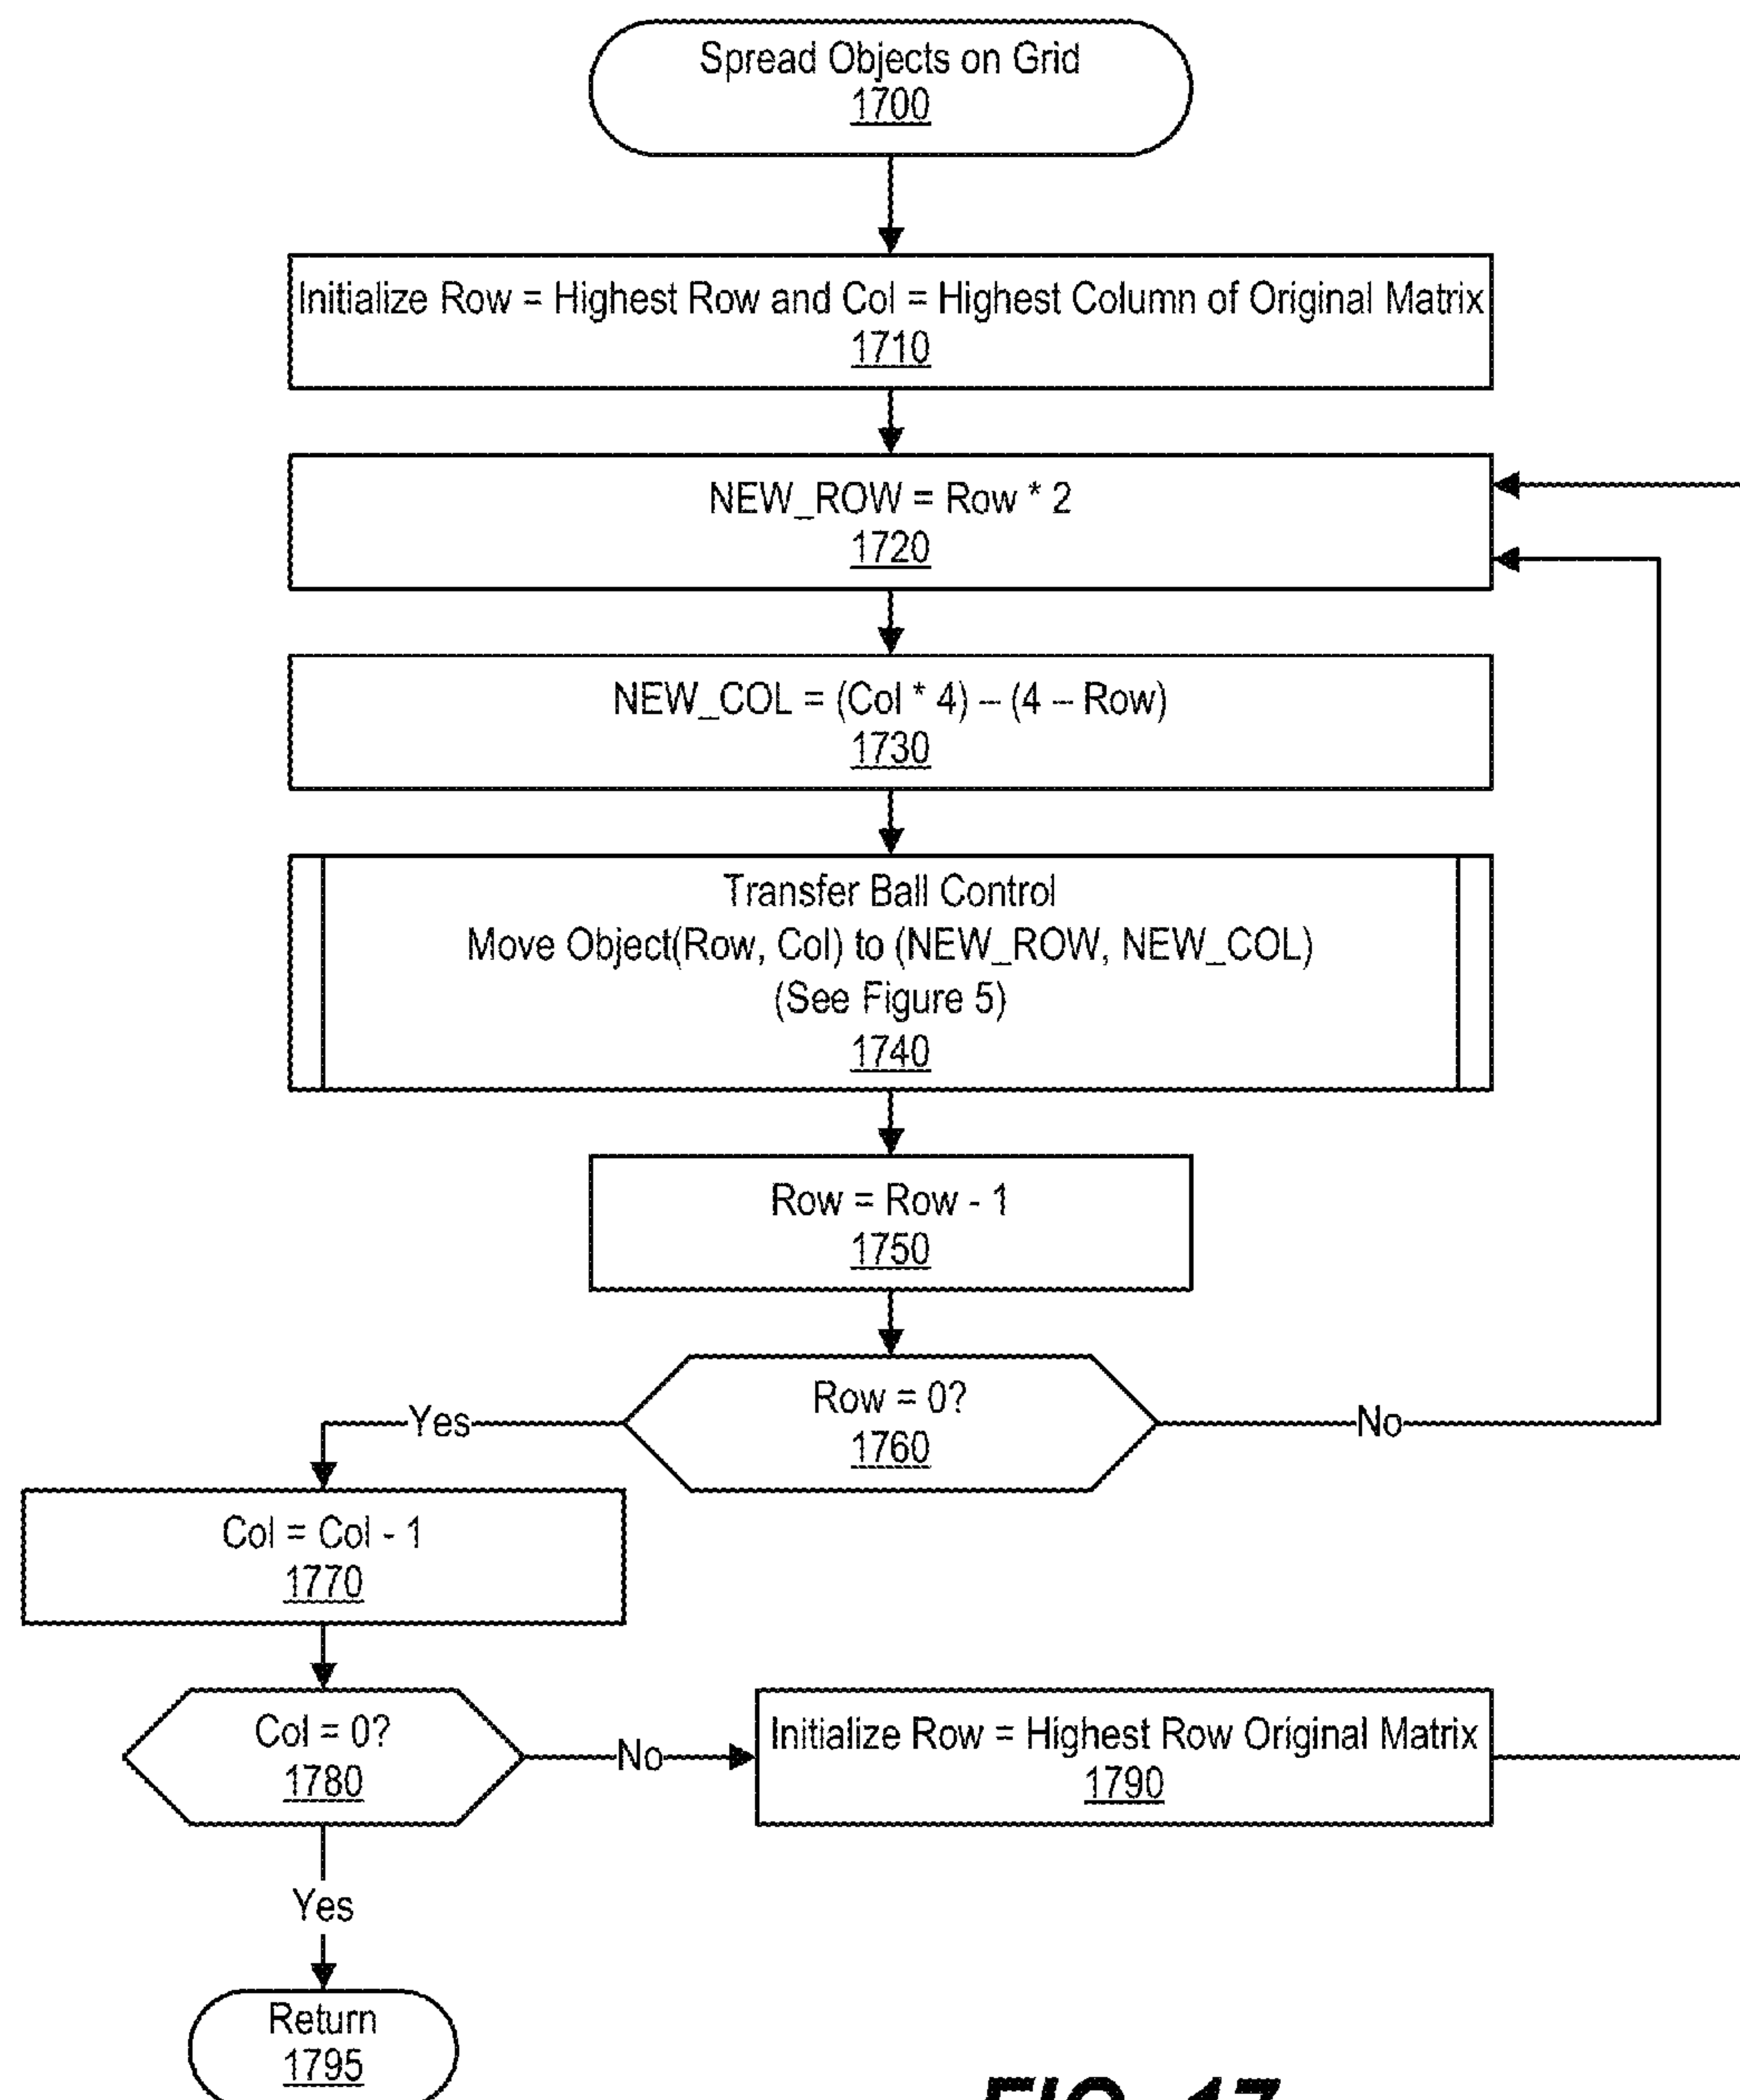 Spread Objects on Grid
1700
Initialize Row = Highest Row and Col = Highest Column of Original Matrix
1710
NEW_ROW = Row * 2
1720
NEW_COL = (Col * 4) – (4 – Row)
1730
Transfer Ball Control
Move Object(Row, Col) to (NEW_ROW, NEW_COL)
(See Figure 5)
1740
Row = Row - 1
1750
Row = 0?
1760
Yes
No
Col = Col - 1
1770
Col = 0?
1780
No
Initialize Row = Highest Row Original Matrix
1790
Yes
Return
1795
FIG. 17